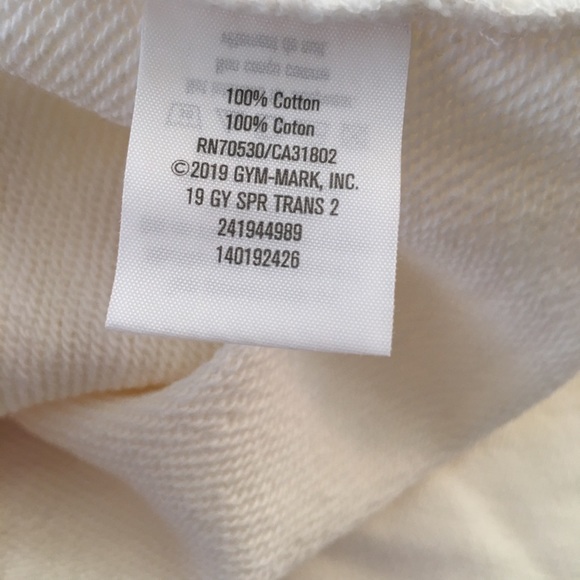 100% Cotton
100% Coton
RN70530/CA31802
©2019 GYM-MARK, INC.
19 GY SPR TRANS 2
241944989
140192426